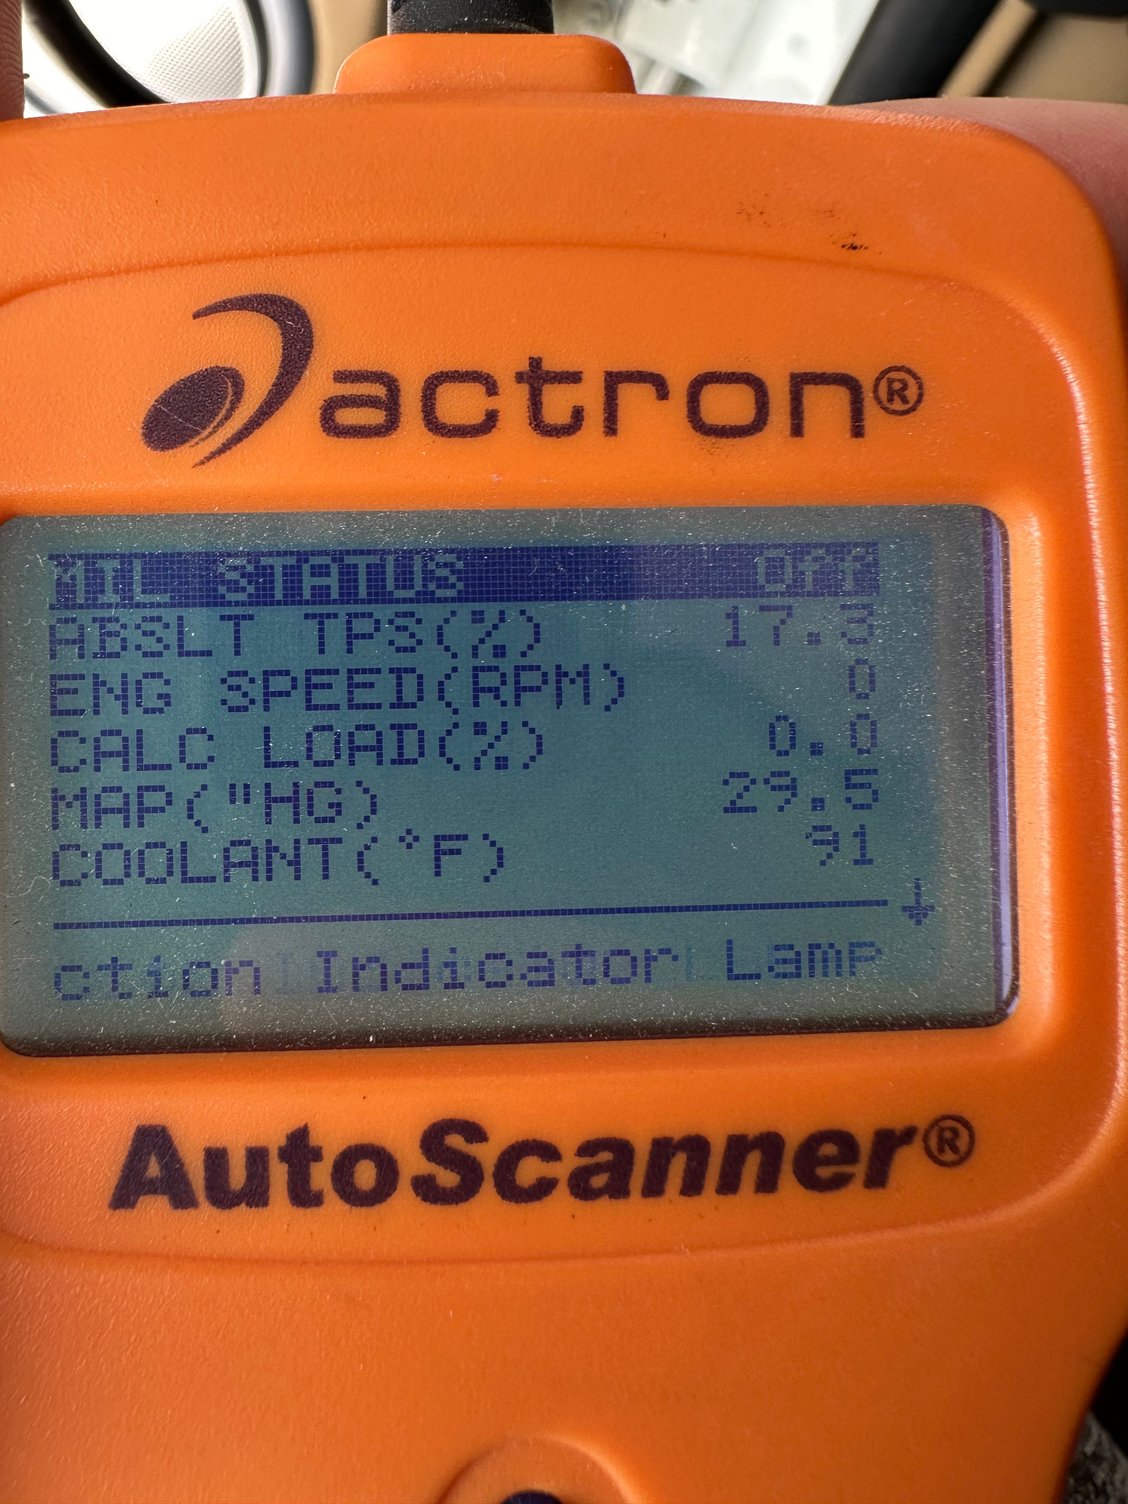 actron®
MIL STATUS Off
ABSLT TPS(%) 17.3
ENG SPEED(RPM) 0
CALC LOAD(%) 0.0
MAP("HG) 29.5
COOLANT(°F) 91
ction Indicator Lamp
AutoScanner®